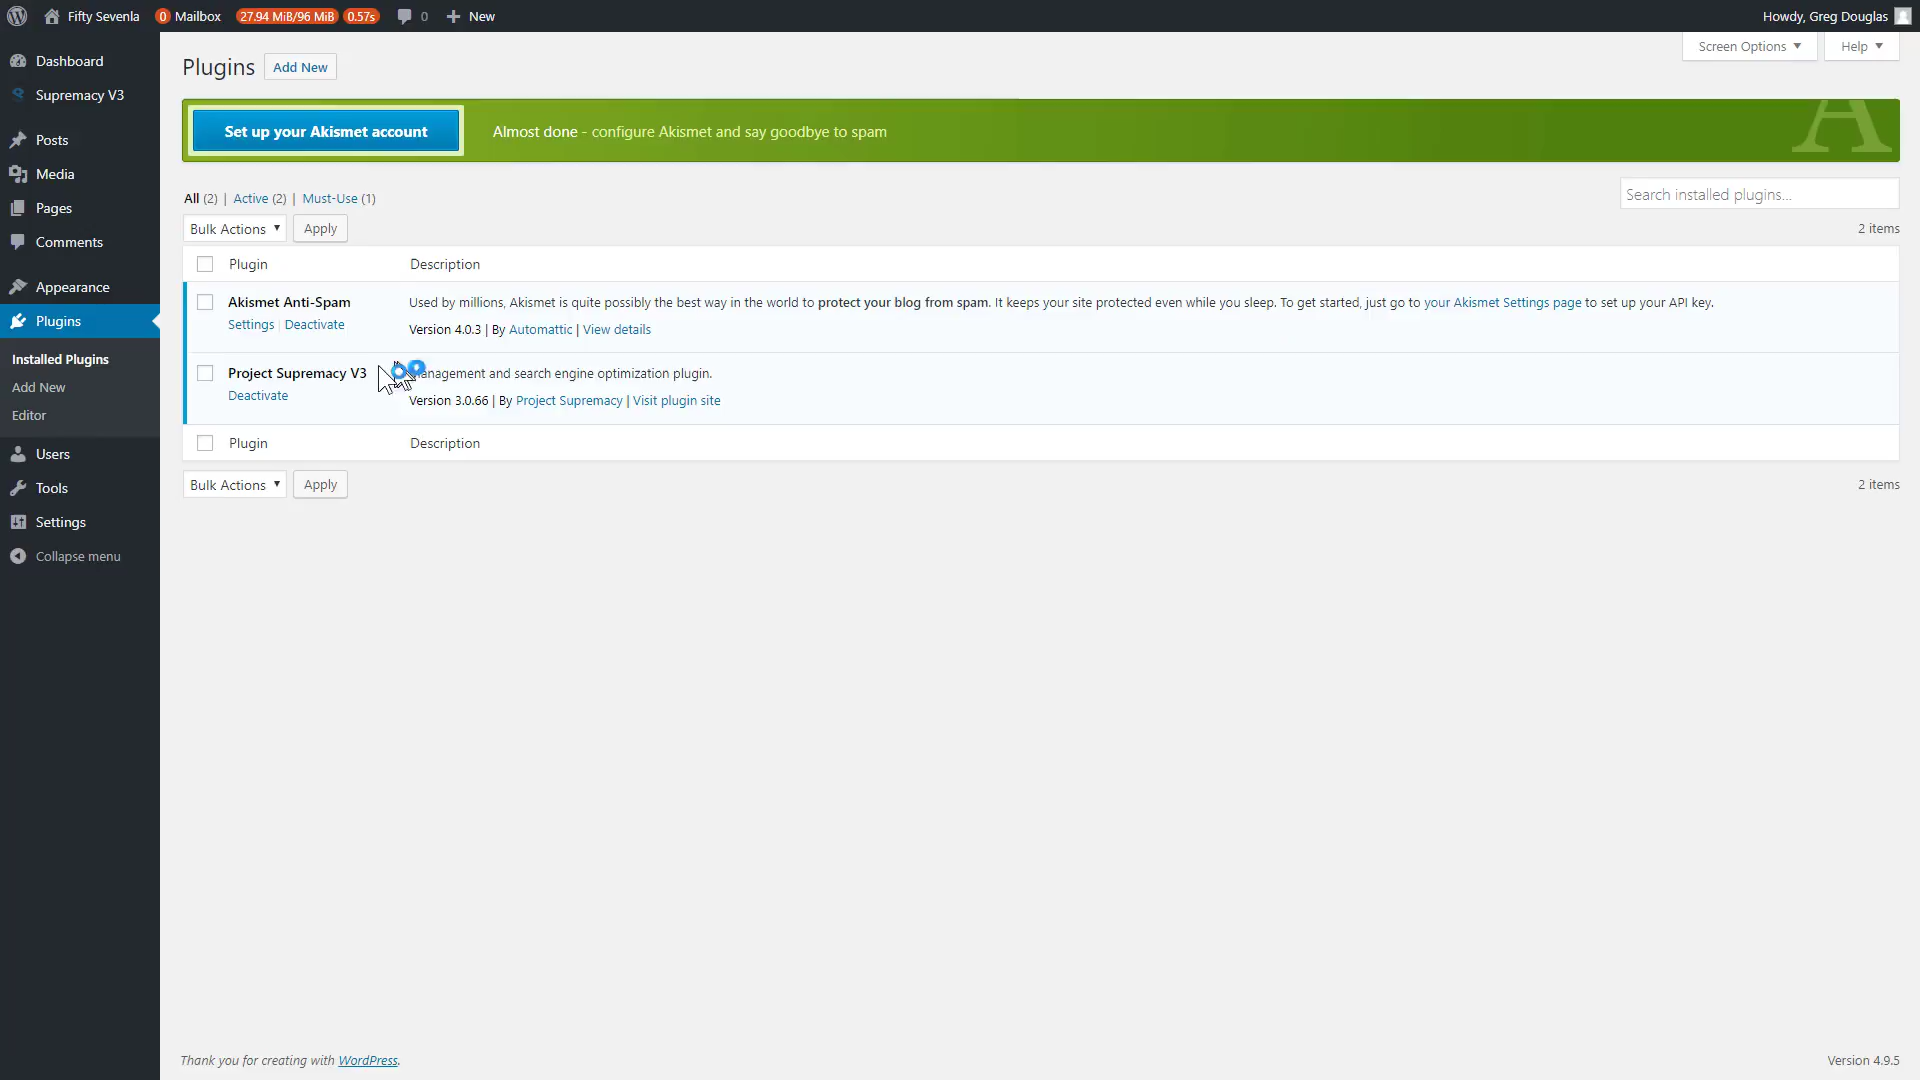 Fifty Sevenla 0 Mailbox 27.94 MiB/96 MiB 0.57s 0 New Howdy, Greg Douglas
Screen Options Help
Dashboard
Supremacy V3
Posts
Media
Pages
Comments
Appearance
Plugins
Installed Plugins
Add New
Editor
Users
Tools
Settings
Collapse menu
Plugins Add New
Set up your Akismet account Almost done - configure Akismet and say goodbye to spam
All (2) | Active (2) | Must-Use (1)
Search installed plugins...
Bulk Actions Apply 2 items
Plugin Description
Akismet Anti-Spam Used by millions, Akismet is quite possibly the best way in the world to protect your blog from spam. It keeps your site protected even while you sleep. To get started, just go to your Akismet Settings page to set up your API key.
Settings | Deactivate Version 4.0.3 | By Automattic | View details
Project Supremacy V3 and search engine optimization plugin.
Deactivate Version 3.0.66 | By Project Supremacy | Visit plugin site
Plugin Description
Bulk Actions Apply 2 items
Thank you for creating with WordPress. Version 4.9.5